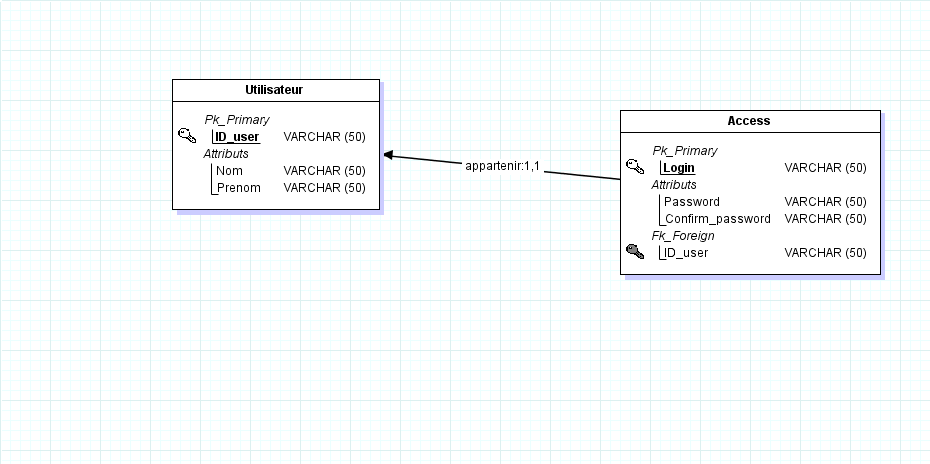 Utilisateur
Pk_Primary
ID_user VARCHAR (50)
Attributs
Nom VARCHAR (50)
Prenom VARCHAR (50)
appartenir:1,1
Access
Pk_Primary
Login VARCHAR (50)
Attributs
Password VARCHAR (50)
Confirm_password VARCHAR (50)
Fk_Foreign
ID_user VARCHAR (50)